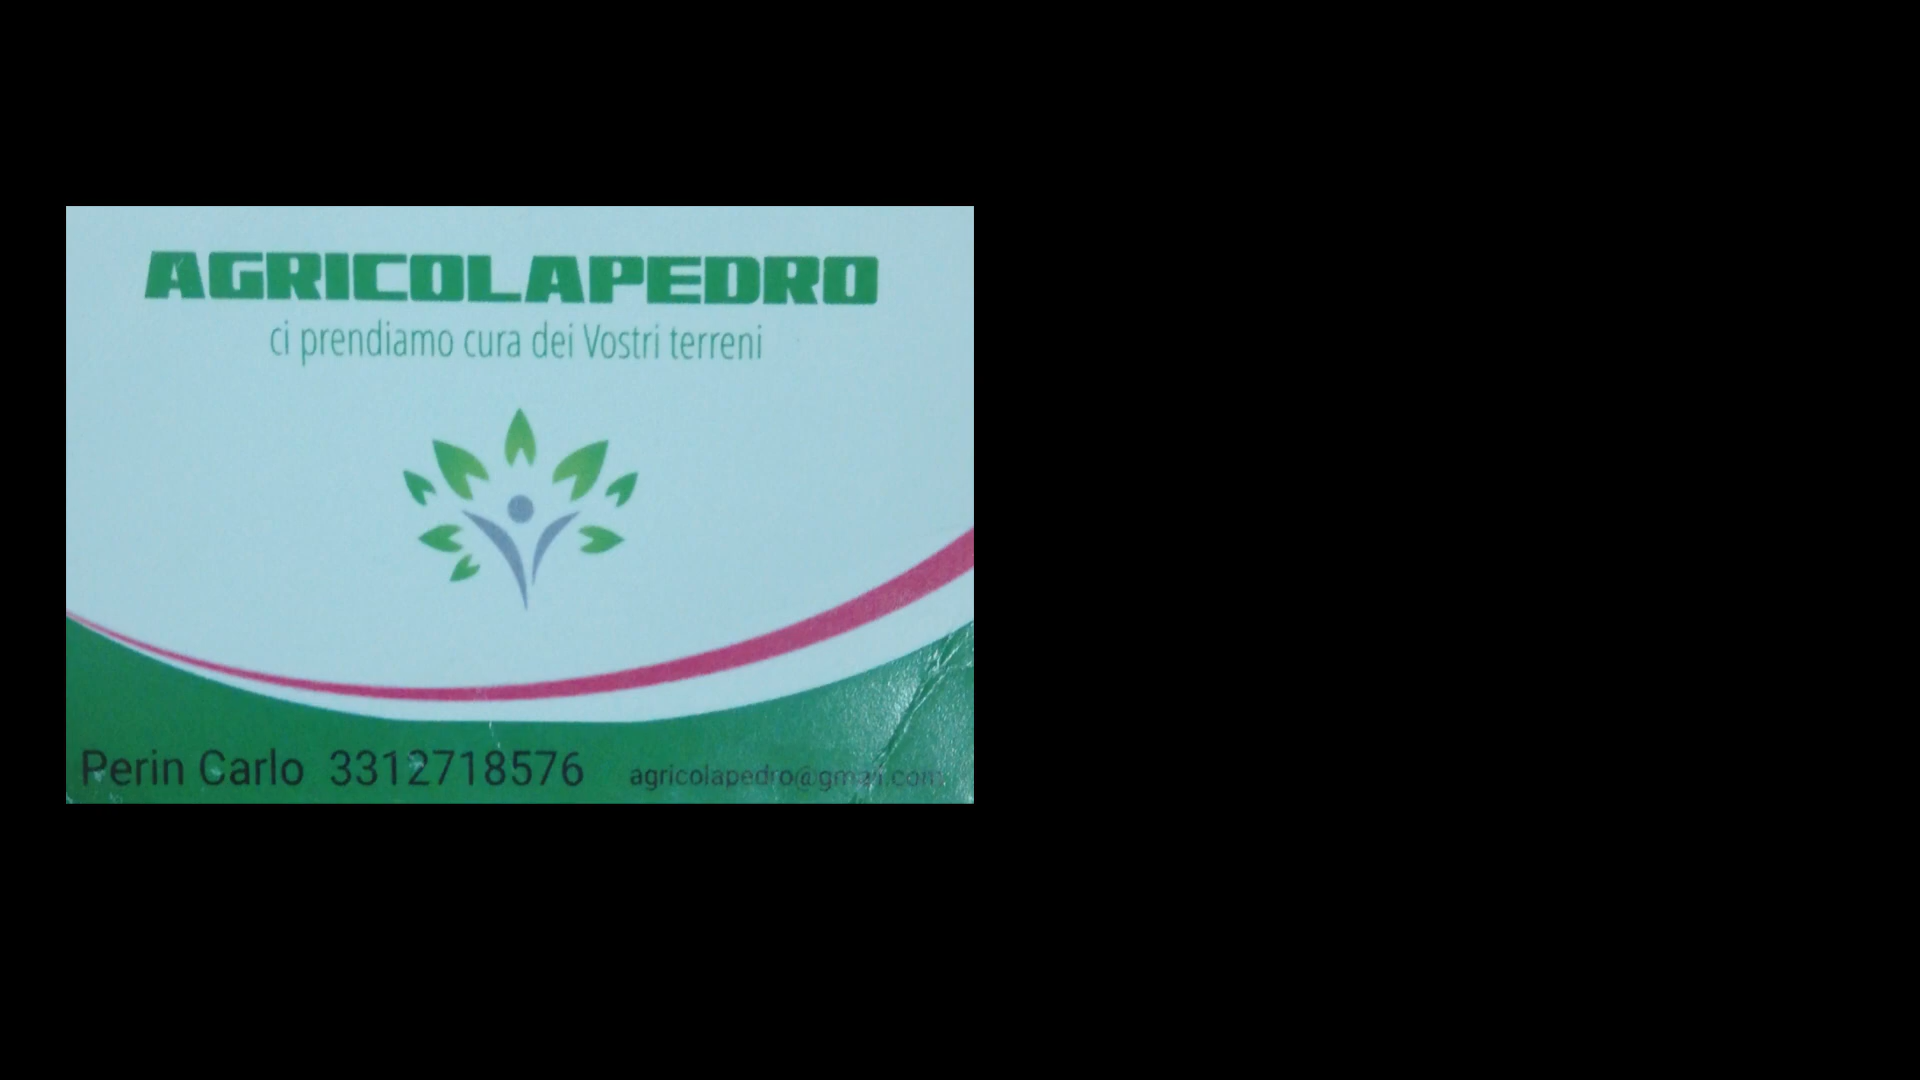 AGRICOLAPEDRO
ci prendiamo cura dei Vostri terreni
Perin Carlo 3312718576 agricolapedro@gmail.com